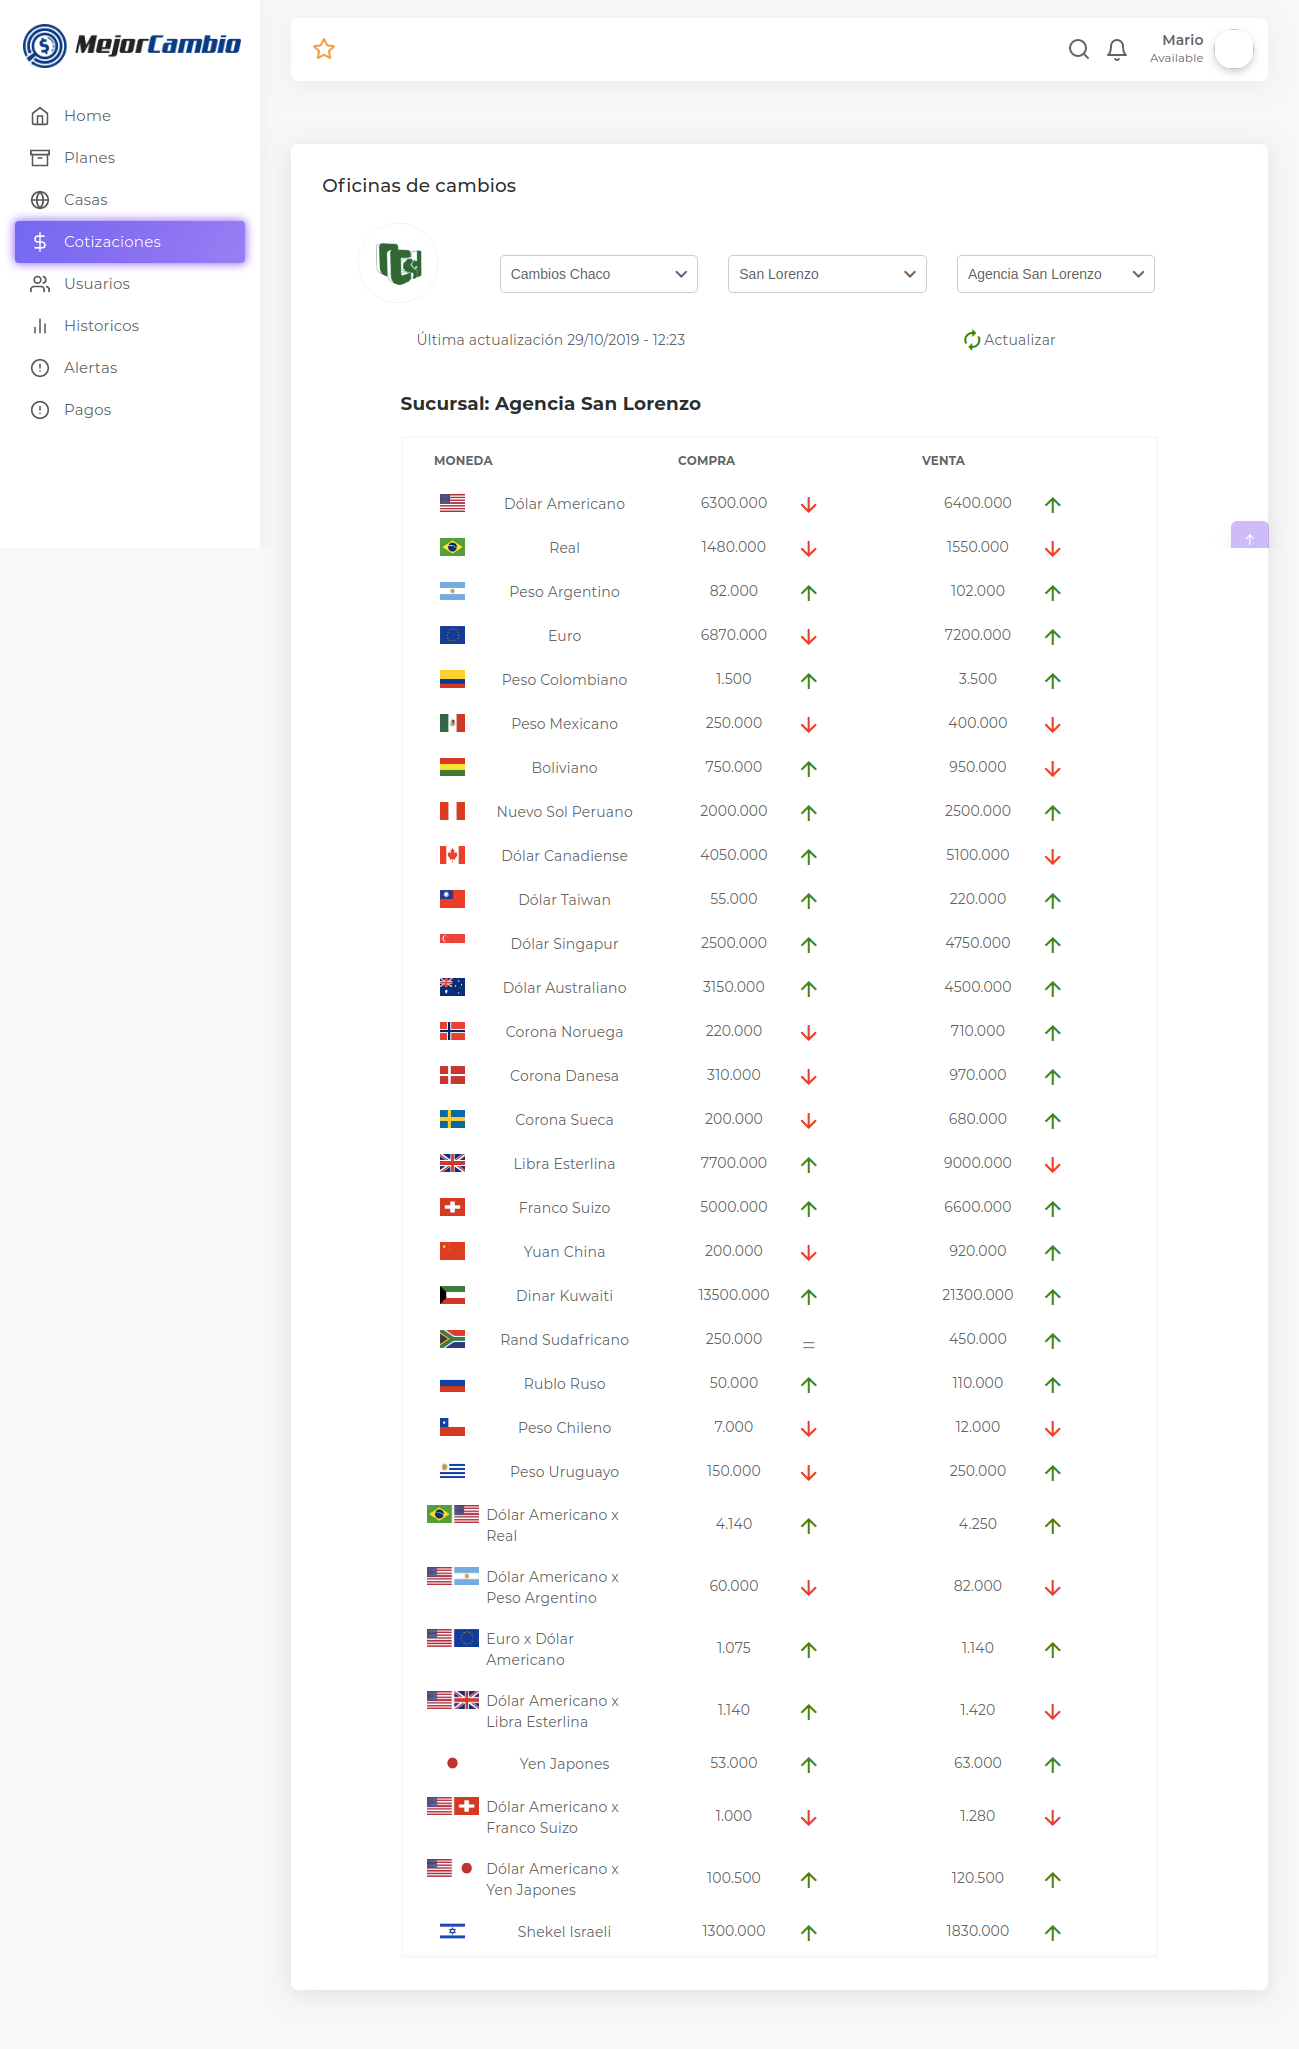 MejorCambio
Mario
Available
Home
Planes
Casas
Cotizaciones
Usuarios
Historicos
Alertas
Pagos
Oficinas de cambios
Cambios Chaco San Lorenzo Agencia San Lorenzo
Última actualización 29/10/2019 - 12:23 Actualizar
Sucursal: Agencia San Lorenzo
MONEDA COMPRA VENTA
Dólar Americano 6300.000 6400.000
Real 1480.000 1550.000
Peso Argentino 82.000 102.000
Euro 6870.000 7200.000
Peso Colombiano 1.500 3.500
Peso Mexicano 250.000 400.000
Boliviano 750.000 950.000
Nuevo Sol Peruano 2000.000 2500.000
Dólar Canadiense 4050.000 5100.000
Dólar Taiwan 55.000 220.000
Dólar Singapur 2500.000 4750.000
Dólar Australiano 3150.000 4500.000
Corona Noruega 220.000 710.000
Corona Danesa 310.000 970.000
Corona Sueca 200.000 680.000
Libra Esterlina 7700.000 9000.000
Franco Suizo 5000.000 6600.000
Yuan China 200.000 920.000
Dinar Kuwaiti 13500.000 21300.000
Rand Sudafricano 250.000 = 450.000
Rublo Ruso 50.000 110.000
Peso Chileno 7.000 12.000
Peso Uruguayo 150.000 250.000
Dólar Americano x
Real 4.140 4.250
Dólar Americano x
Peso Argentino 60.000 82.000
Euro x Dólar
Americano 1.075 1.140
Dólar Americano x
Libra Esterlina 1.140 1.420
Yen Japones 53.000 63.000
Dólar Americano x
Franco Suizo 1.000 1.280
Dólar Americano x
Yen Japones 100.500 120.500
Shekel Israeli 1300.000 1830.000